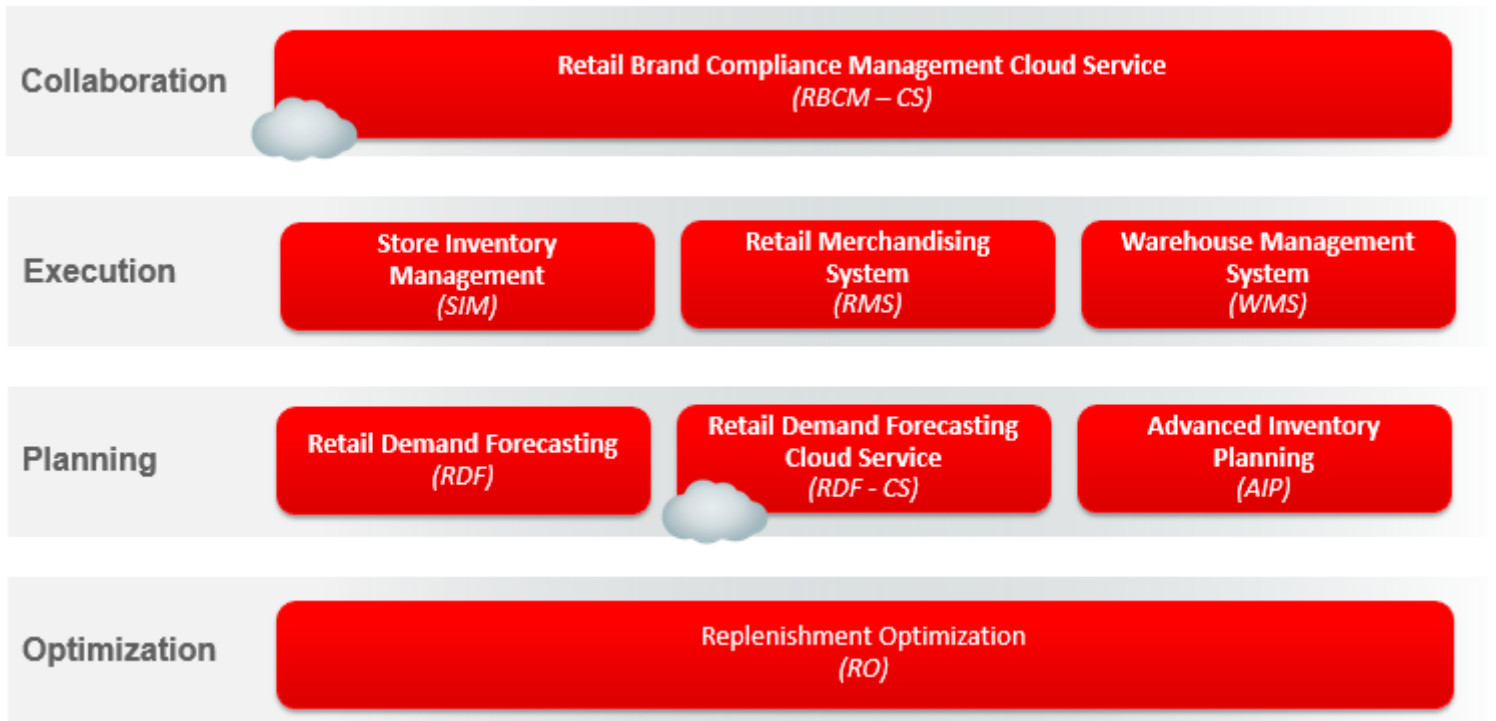 Collaboration
Retail Brand Compliance Management Cloud Service
(RBCM – CS)
Execution
Store Inventory
Management
(SIM)
Retail Merchandising
System
(RMS)
Warehouse Management
System
(WMS)
Planning
Retail Demand Forecasting
(RDF)
Retail Demand Forecasting
Cloud Service
(RDF - CS)
Advanced Inventory
Planning
(AIP)
Optimization
Replenishment Optimization
(RO)